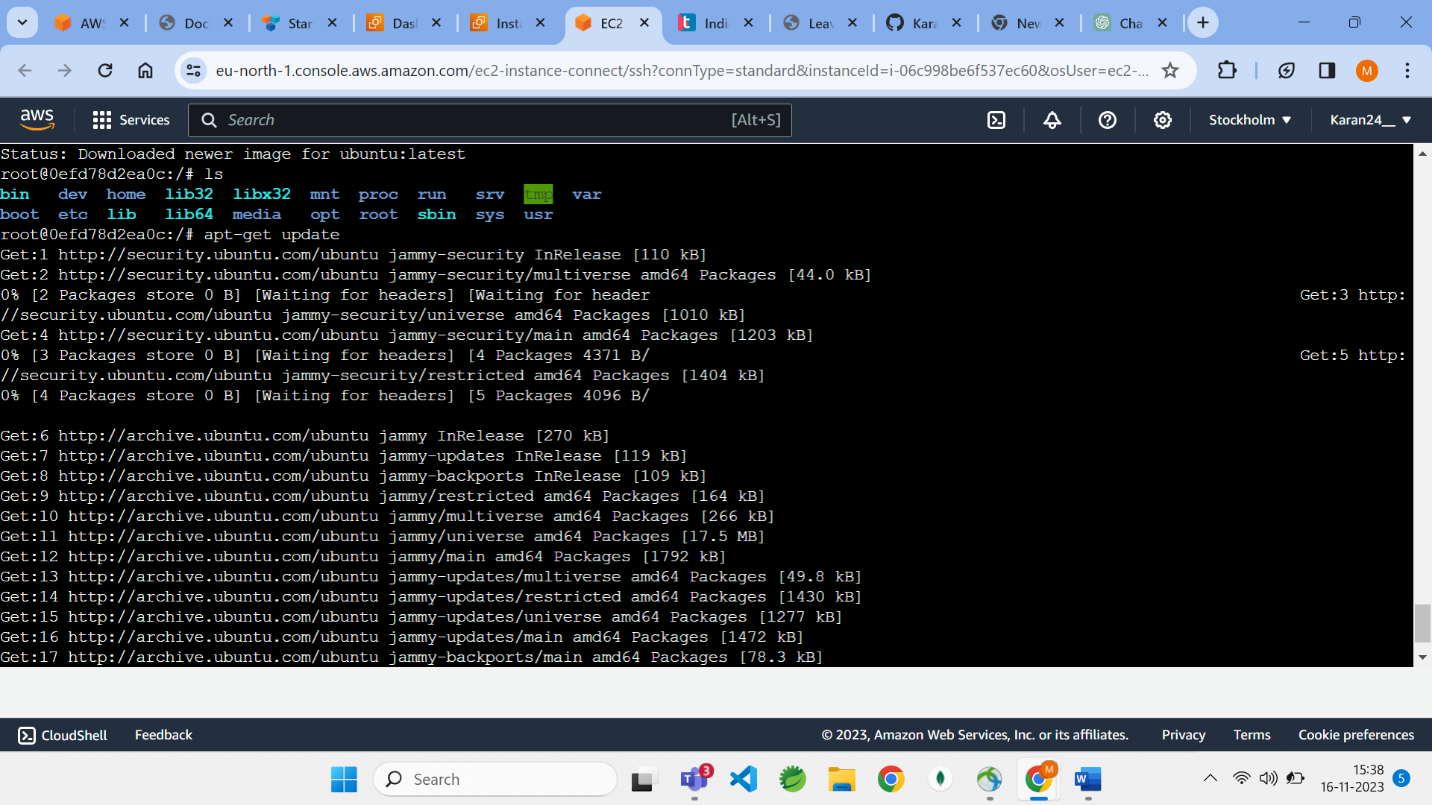 AWS
Doc
Star
Dasl
Inst
EC2
India
Leav
Kara
New
Cha
eu-north-1.console.aws.amazon.com/ec2-instance-connect/ssh?connType=standard&instanceId=i-06c998be6f537ec60&osUser=ec2-...
M
aws
Services
Search
[Alt+S]
Stockholm
Karan24__
Status: Downloaded newer image for ubuntu:latest
root@0efd78d2ea0c:/# ls
bin dev home lib32 libx32 mnt proc run srv tmp var
boot etc lib lib64 media opt root sbin sys usr
root@0efd78d2ea0c:/# apt-get update
Get:1 http://security.ubuntu.com/ubuntu jammy-security InRelease [110 kB]
Get:2 http://security.ubuntu.com/ubuntu jammy-security/multiverse amd64 Packages [44.0 kB]
0% [2 Packages store 0 B] [Waiting for headers] [Waiting for header Get:3 http:
//security.ubuntu.com/ubuntu jammy-security/universe amd64 Packages [1010 kB]
Get:4 http://security.ubuntu.com/ubuntu jammy-security/main amd64 Packages [1203 kB]
0% [3 Packages store 0 B] [Waiting for headers] [4 Packages 4371 B/ Get:5 http:
//security.ubuntu.com/ubuntu jammy-security/restricted amd64 Packages [1404 kB]
0% [4 Packages store 0 B] [Waiting for headers] [5 Packages 4096 B/
Get:6 http://archive.ubuntu.com/ubuntu jammy InRelease [270 kB]
Get:7 http://archive.ubuntu.com/ubuntu jammy-updates InRelease [119 kB]
Get:8 http://archive.ubuntu.com/ubuntu jammy-backports InRelease [109 kB]
Get:9 http://archive.ubuntu.com/ubuntu jammy/restricted amd64 Packages [164 kB]
Get:10 http://archive.ubuntu.com/ubuntu jammy/multiverse amd64 Packages [266 kB]
Get:11 http://archive.ubuntu.com/ubuntu jammy/universe amd64 Packages [17.5 MB]
Get:12 http://archive.ubuntu.com/ubuntu jammy/main amd64 Packages [1792 kB]
Get:13 http://archive.ubuntu.com/ubuntu jammy-updates/multiverse amd64 Packages [49.8 kB]
Get:14 http://archive.ubuntu.com/ubuntu jammy-updates/restricted amd64 Packages [1430 kB]
Get:15 http://archive.ubuntu.com/ubuntu jammy-updates/universe amd64 Packages [1277 kB]
Get:16 http://archive.ubuntu.com/ubuntu jammy-updates/main amd64 Packages [1472 kB]
Get:17 http://archive.ubuntu.com/ubuntu jammy-backports/main amd64 Packages [78.3 kB]
CloudShell
Feedback
© 2023, Amazon Web Services, Inc. or its affiliates.
Privacy
Terms
Cookie preferences
Search
3
M
15:38
16-11-2023
5